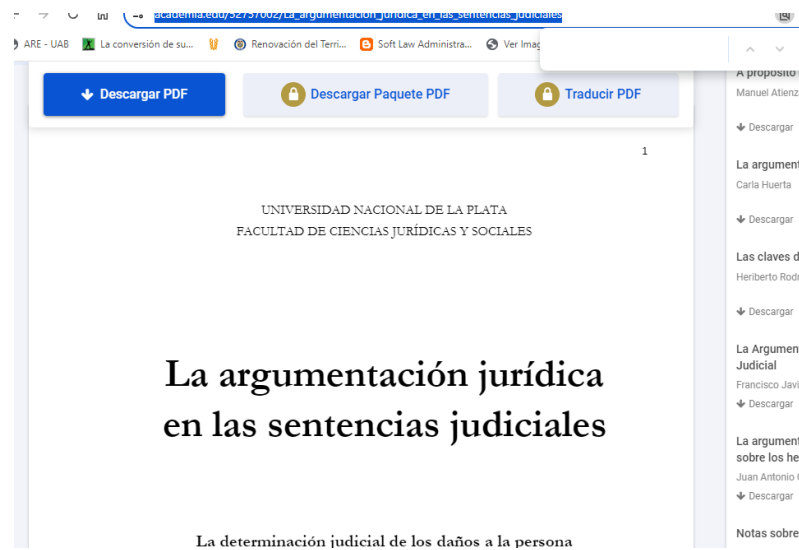 academia.edu/52757002/La_argumentación_jurídica_en_las_sentencias_judiciales
ARE - UAB
La conversión de su...
Renovación del Terri...
Soft Law Administra...
Ver Imag
Descargar PDF
Descargar Paquete PDF
Traducir PDF
1
UNIVERSIDAD NACIONAL DE LA PLATA
FACULTAD DE CIENCIAS JURÍDICAS Y SOCIALES
La argumentación jurídica
en las sentencias judiciales
La determinación judicial de los daños a la persona
A propósito
Manuel Atienz
Descargar
La argument
Carla Huerta
Descargar
Las claves d
Heriberto Rodr
Descargar
La Argument
Judicial
Francisco Javi
Descargar
La argument
sobre los he
Juan Antonio
Descargar
Notas sobre